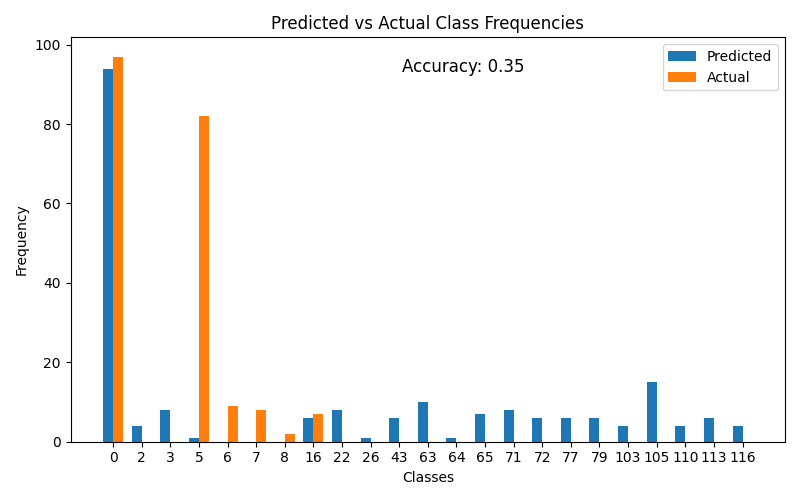 Predicted vs Actual Class Frequencies
Accuracy: 0.35
Predicted
Actual
100
80
60
40
20
0
Frequency
0 2 3 5 6 7 8 16 22 26 43 63 64 65 71 72 77 79 103 105 110 113 116
Classes